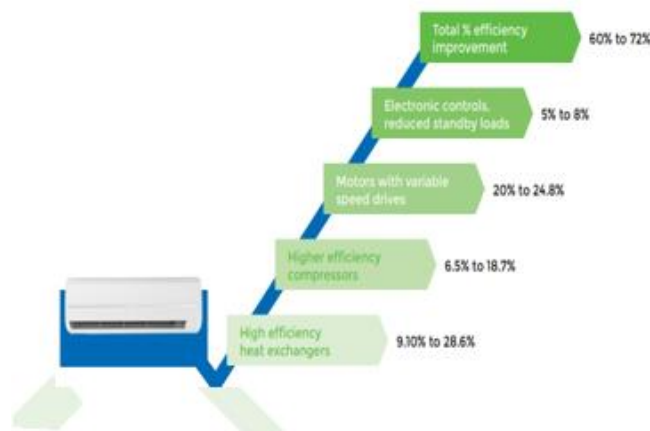 Total % efficiency
improvement
60% to 72%
Electronic controls,
reduced standby loads
5% to 8%
Motors with variable
speed drives
20% to 24.8%
Higher efficiency
compressors
6.5% to 18.7%
High efficiency
heat exchangers
9.10% to 28.6%